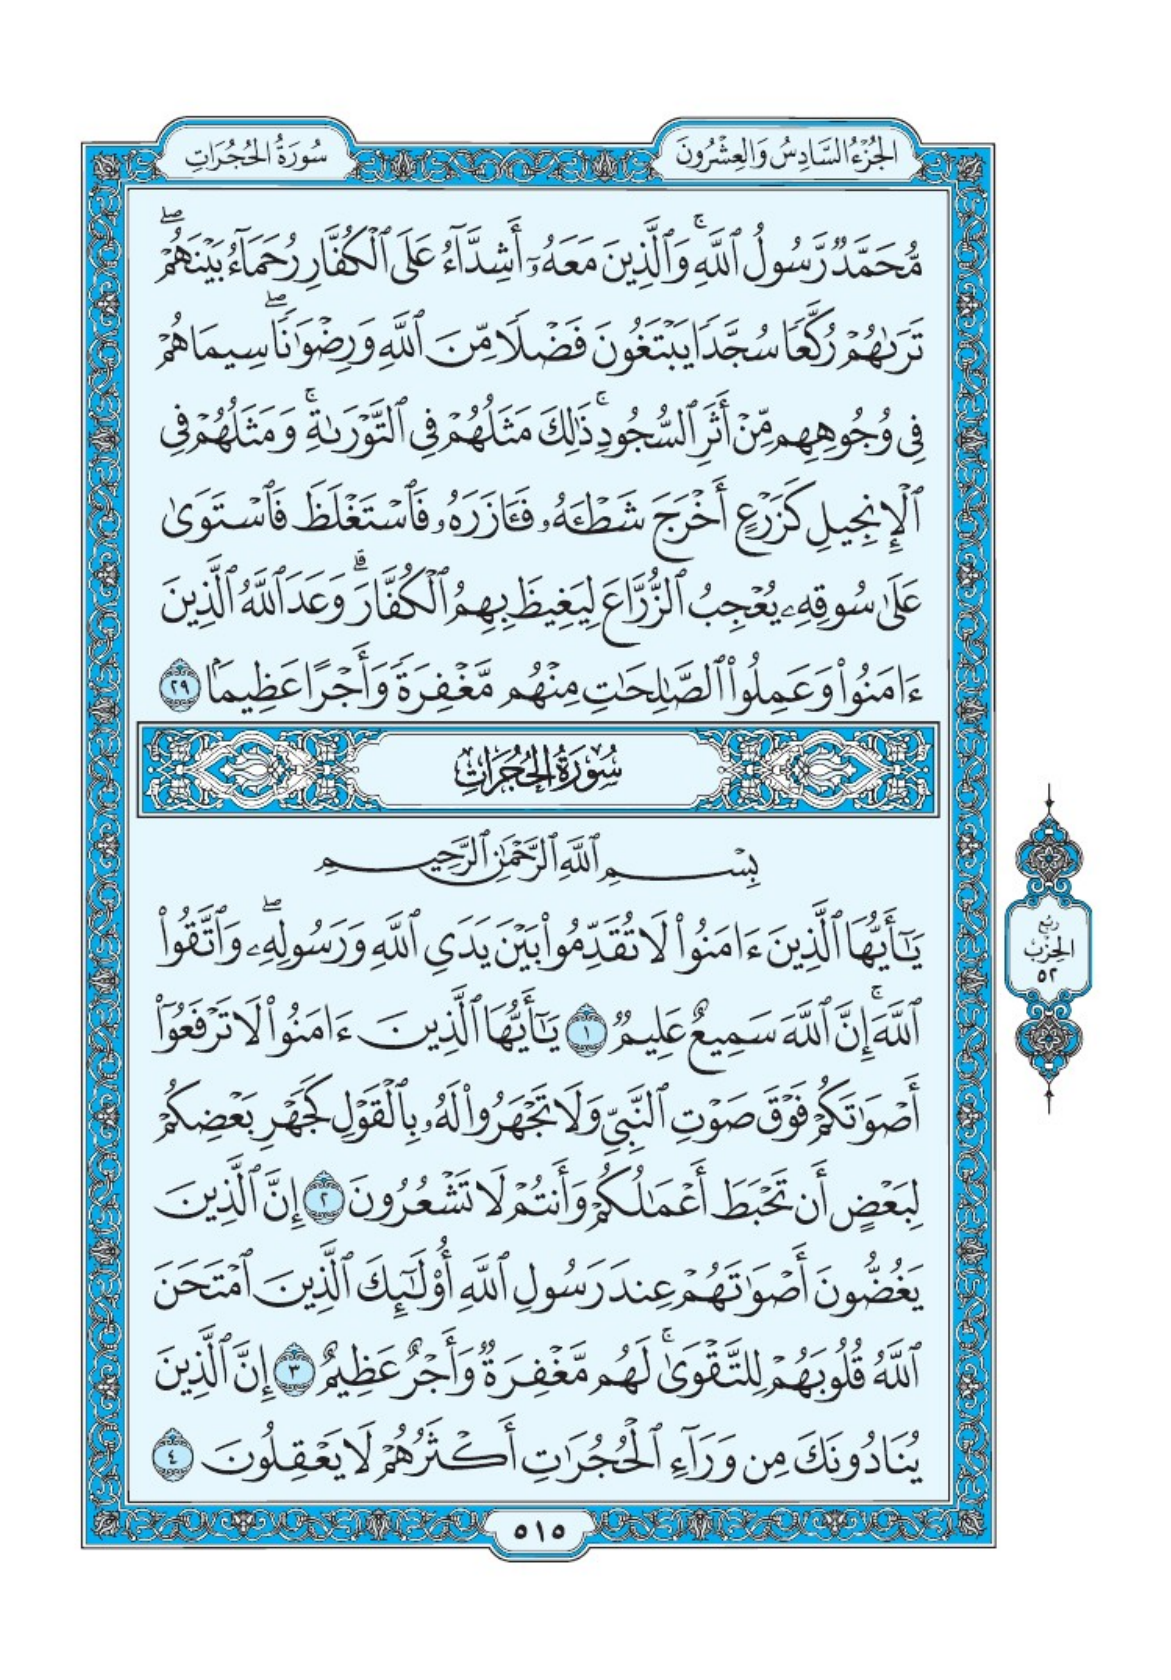 الجُزْءُ السَّادِسُ وَالعِشْرُونَ
سُورَةُ الحُجُرَاتِ
مُّحَمَّدٌ رَّسُولُ ٱللَّهِۚ وَٱلَّذِينَ مَعَهُۥٓ أَشِدَّآءُ عَلَى ٱلْكُفَّارِ رُحَمَآءُ بَيْنَهُمْۖ
تَرَىٰهُمْ رُكَّعًا سُجَّدًا يَبْتَغُونَ فَضْلًا مِّنَ ٱللَّهِ وَرِضْوَٰنًاۖ سِيمَاهُمْ
فِى وُجُوهِهِم مِّنْ أَثَرِ ٱلسُّجُودِۚ ذَٰلِكَ مَثَلُهُمْ فِى ٱلتَّوْرَىٰةِۚ وَمَثَلُهُمْ فِى
ٱلْإِنجِيلِ كَزَرْعٍ أَخْرَجَ شَطْـَٔهُۥ فَـَٔازَرَهُۥ فَٱسْتَغْلَظَ فَٱسْتَوَىٰ
عَلَىٰ سُوقِهِۦ يُعْجِبُ ٱلزُّرَّاعَ لِيَغِيظَ بِهِمُ ٱلْكُفَّارَۗ وَعَدَ ٱللَّهُ ٱلَّذِينَ
ءَامَنُوا۟ وَعَمِلُوا۟ ٱلصَّٰلِحَٰتِ مِنْهُم مَّغْفِرَةً وَأَجْرًا عَظِيمًۢا ٢٩
سُورَةُ الحُجُرَاتِ
بِسْمِ ٱللَّهِ ٱلرَّحْمَٰنِ ٱلرَّحِيمِ
يَٰٓأَيُّهَا ٱلَّذِينَ ءَامَنُوا۟ لَا تُقَدِّمُوا۟ بَيْنَ يَدَىِ ٱللَّهِ وَرَسُولِهِۦۖ وَٱتَّقُوا۟
ٱللَّهَۚ إِنَّ ٱللَّهَ سَمِيعٌ عَلِيمٌ ١ يَٰٓأَيُّهَا ٱلَّذِينَ ءَامَنُوا۟ لَا تَرْفَعُوٓا۟
أَصْوَٰتَكُمْ فَوْقَ صَوْتِ ٱلنَّبِىِّ وَلَا تَجْهَرُوا۟ لَهُۥ بِٱلْقَوْلِ كَجَهْرِ بَعْضِكُمْ
لِبَعْضٍ أَن تَحْبَطَ أَعْمَٰلُكُمْ وَأَنتُمْ لَا تَشْعُرُونَ ٢ إِنَّ ٱلَّذِينَ
يَغُضُّونَ أَصْوَٰتَهُمْ عِندَ رَسُولِ ٱللَّهِ أُو۟لَٰٓئِكَ ٱلَّذِينَ ٱمْتَحَنَ
ٱللَّهُ قُلُوبَهُمْ لِلتَّقْوَىٰۚ لَهُم مَّغْفِرَةٌ وَأَجْرٌ عَظِيمٌ ٣ إِنَّ ٱلَّذِينَ
يُنَادُونَكَ مِن وَرَآءِ ٱلْحُجُرَٰتِ أَكْثَرُهُمْ لَا يَعْقِلُونَ ٤
رُبُع
الحِزْبُ
٥٢
٥١٥